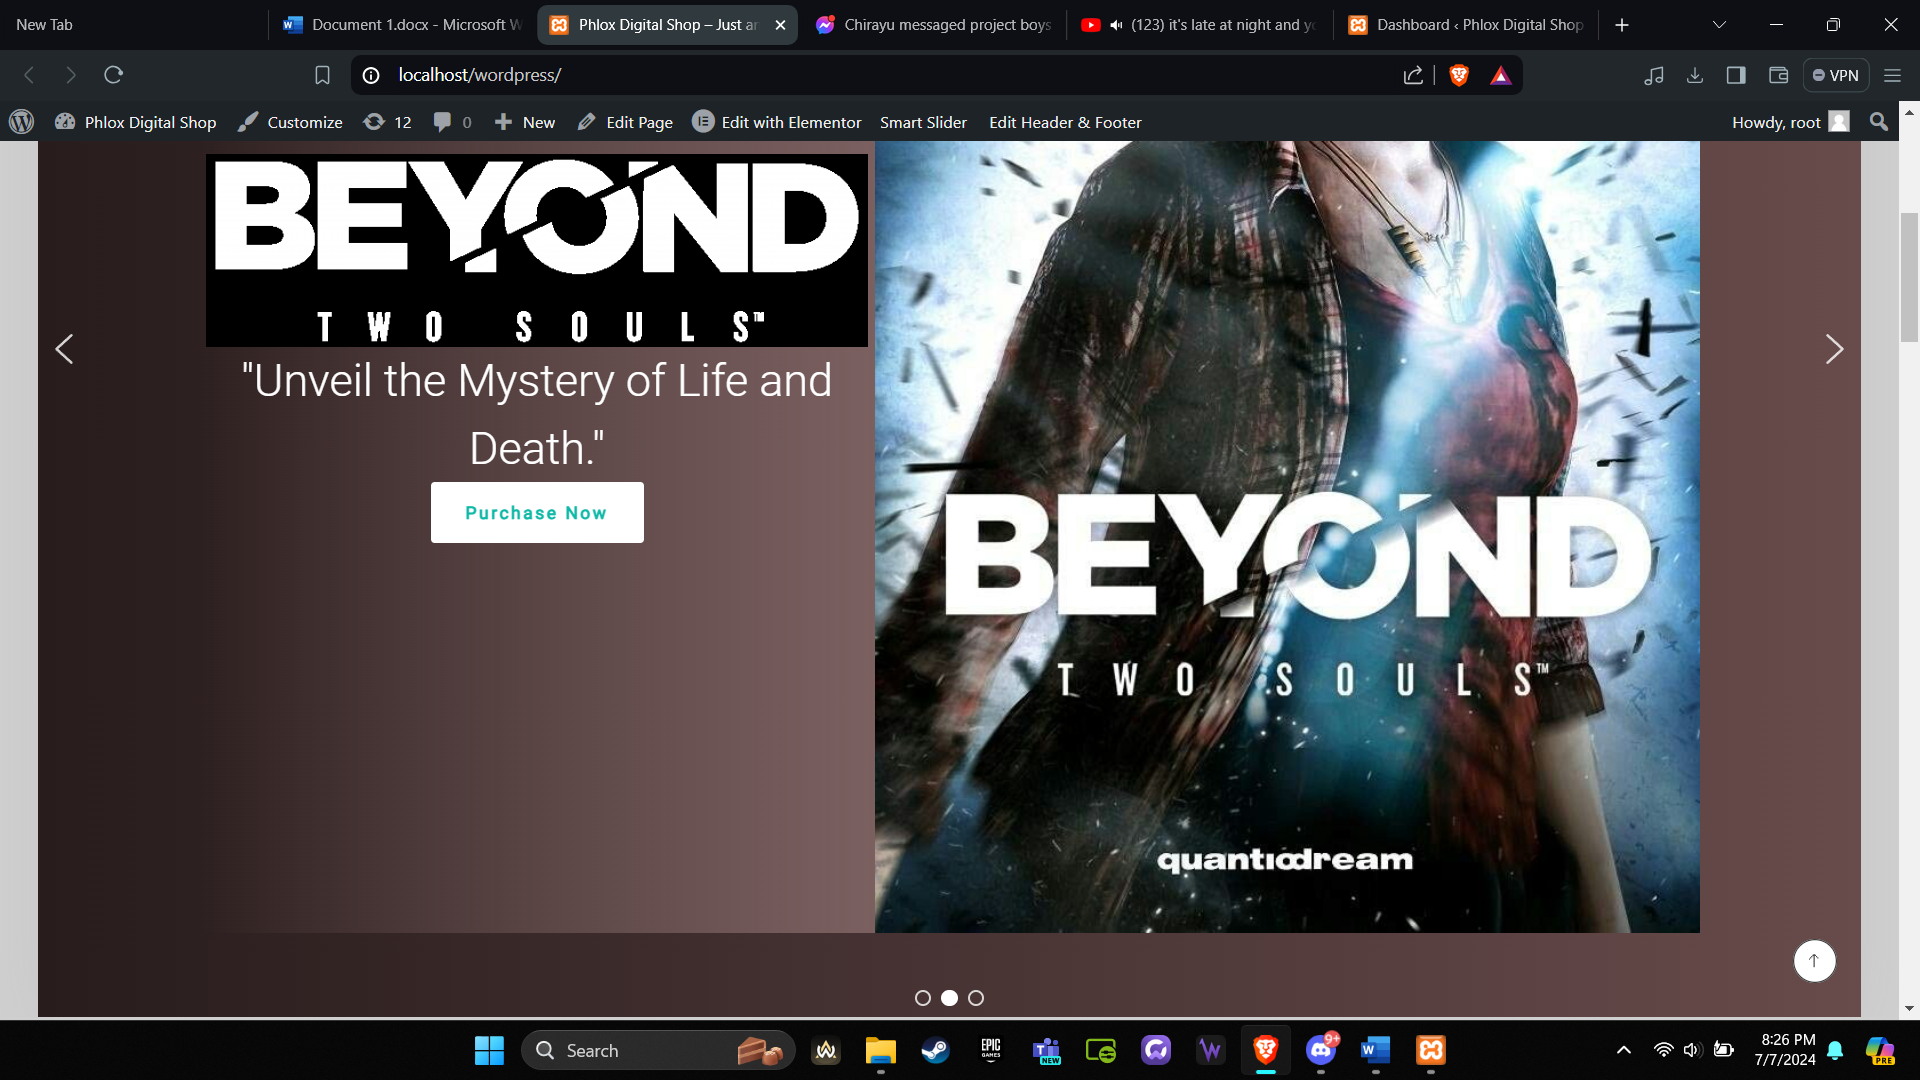 New Tab
Document 1.docx - Microsoft W
Phlox Digital Shop – Just an
Chirayu messaged project boys
(123) it's late at night and yo
Dashboard ‹ Phlox Digital Shop
localhost/wordpress/
VPN
Phlox Digital Shop
Customize
12
0
New
Edit Page
Edit with Elementor
Smart Slider
Edit Header & Footer
Howdy, root
BEYOND
TWO SOULS™
"Unveil the Mystery of Life and
Death."
Purchase Now
BEYOND
TWO SOULS™
quanticdream
Search
EPIC
GAMES
NEW
9+
8:26 PM
7/7/2024
PRE